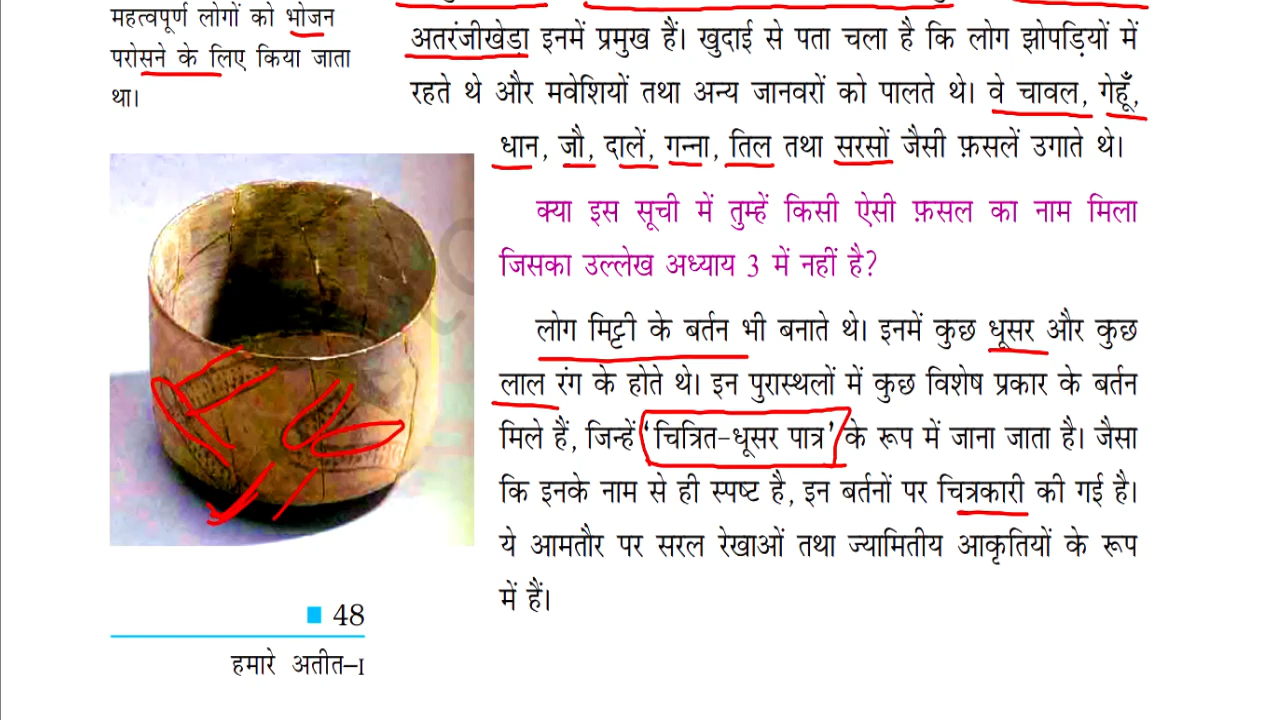 महत्वपूर्ण लोगों को भोजन
परोसने के लिए किया जाता
था।
अतरंजीखेड़ा इनमें प्रमुख हैं। खुदाई से पता चला है कि लोग झोपड़ियों में
रहते थे और मवेशियों तथा अन्य जानवरों को पालते थे। वे चावल, गेहूँ,
धान, जौ, दालें, गन्ना, तिल तथा सरसों जैसी फ़सलें उगाते थे।
क्या इस सूची में तुम्हें किसी ऐसी फ़सल का नाम मिला
जिसका उल्लेख अध्याय 3 में नहीं है?
लोग मिट्टी के बर्तन भी बनाते थे। इनमें कुछ धूसर और कुछ
लाल रंग के होते थे। इन पुरास्थलों में कुछ विशेष प्रकार के बर्तन
मिले हैं, जिन्हें ‘चित्रित-धूसर पात्र’ के रूप में जाना जाता है। जैसा
कि इनके नाम से ही स्पष्ट है, इन बर्तनों पर चित्रकारी की गई है।
ये आमतौर पर सरल रेखाओं तथा ज्यामितीय आकृतियों के रूप
में हैं।
48
हमारे अतीत–I